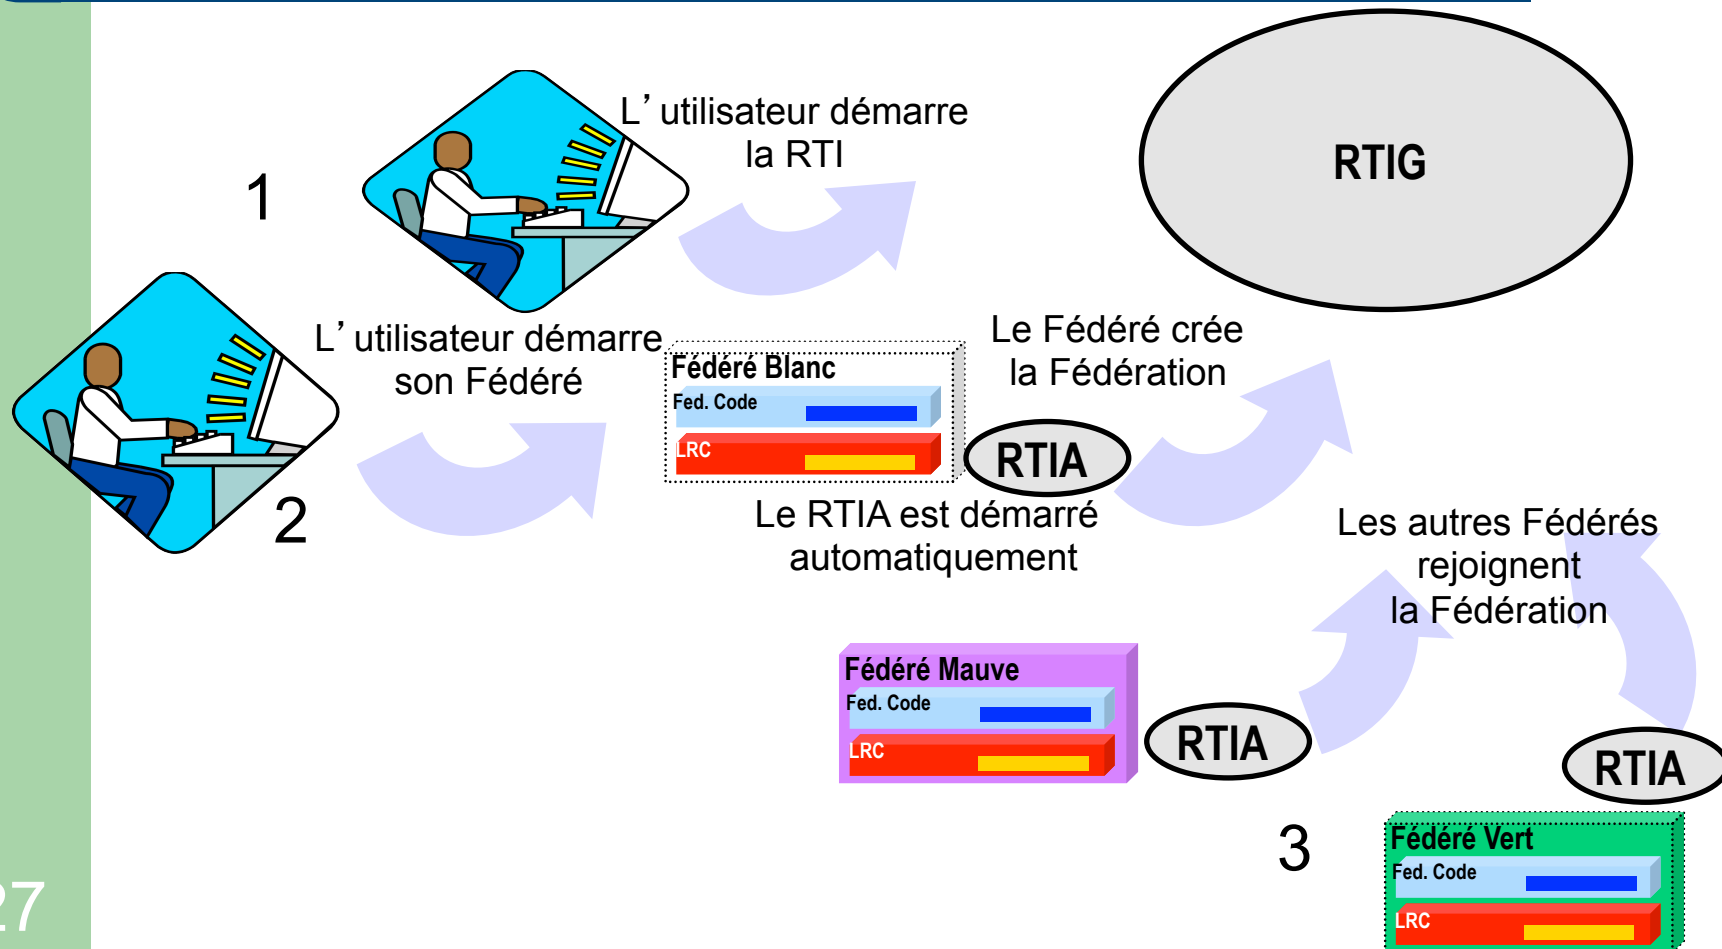 1
L’ utilisateur démarre
la RTI
RTIG
L’ utilisateur démarre
son Fédéré
2
Fédéré Blanc
Fed. Code
LRC
RTIA
Le Fédéré crée
la Fédération
Le RTIA est démarré
automatiquement
Les autres Fédérés
rejoignent
la Fédération
Fédéré Mauve
Fed. Code
LRC
RTIA
RTIA
3
Fédéré Vert
Fed. Code
LRC
27